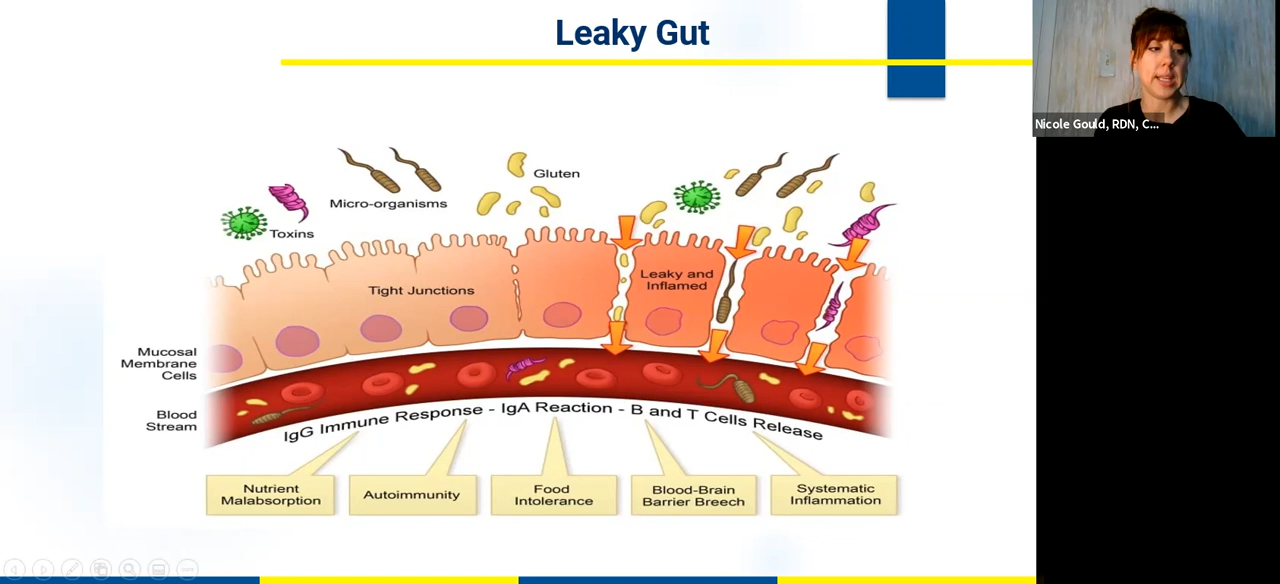 Leaky Gut
Nicole Gould, RDN, C...
Gluten
Micro-organisms
Toxins
Leaky and
Inflamed
Tight Junctions
Mucosal
Membrane
Cells
Blood
Stream
IgG Immune Response - IgA Reaction - B and T Cells Release
Nutrient
Malabsorption
Autoimmunity
Food
Intolerance
Blood-Brain
Barrier Breech
Systematic
Inflammation